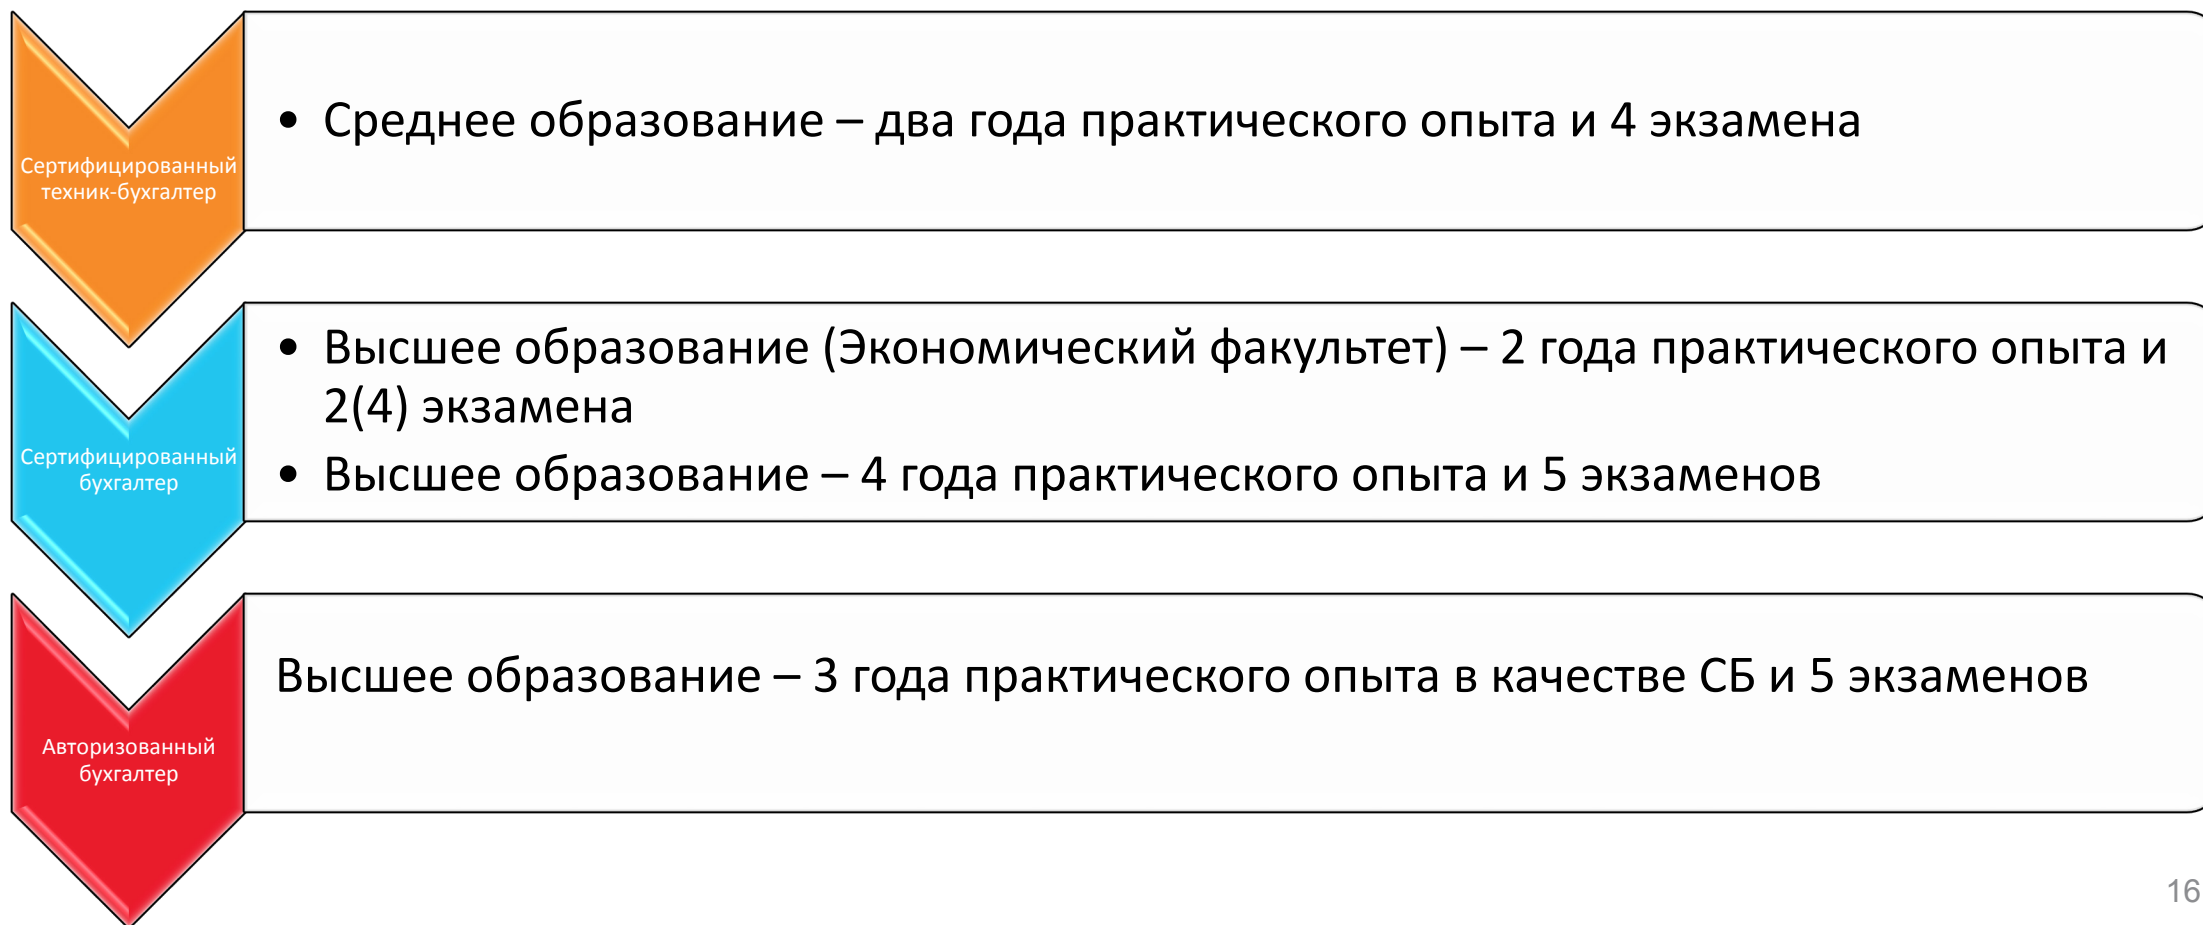 Сертифицированный
техник-бухгалтер
• Среднее образование – два года практического опыта и 4 экзамена
Сертифицированный
бухгалтер
• Высшее образование (Экономический факультет) – 2 года практического опыта и
2(4) экзамена
• Высшее образование – 4 года практического опыта и 5 экзаменов
Авторизованный
бухгалтер
Высшее образование – 3 года практического опыта в качестве СБ и 5 экзаменов
16